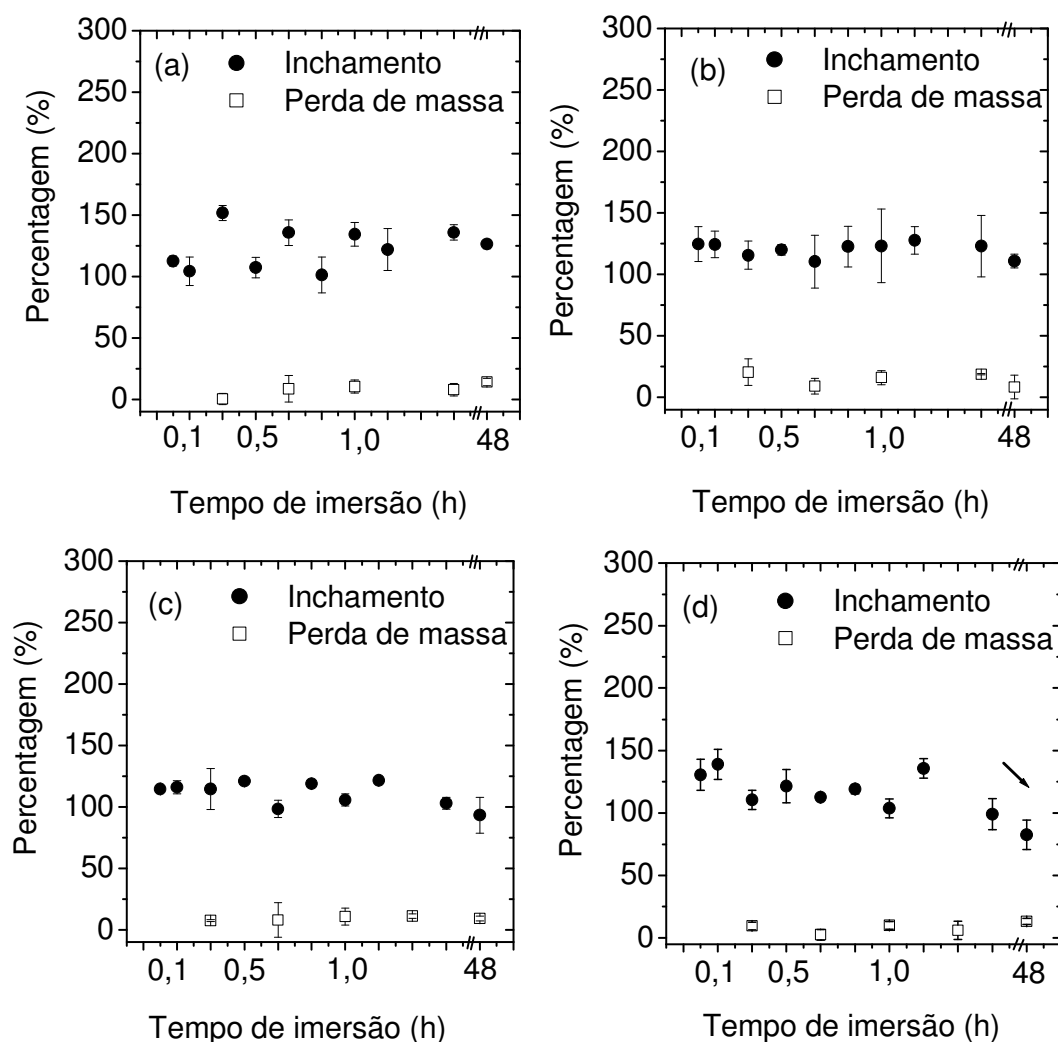 300
250
200
150
100
50
0
Percentagem (%)
(a)
Inchamento
Perda de massa
0,1 0,5 1,0 48
Tempo de imersão (h)
300
250
200
150
100
50
0
Percentagem (%)
(b)
Inchamento
Perda de massa
0,1 0,5 1,0 48
Tempo de imersão (h)
300
250
200
150
100
50
0
Percentagem (%)
(c)
Inchamento
Perda de massa
0,1 0,5 1,0 48
Tempo de imersão (h)
300
250
200
150
100
50
0
Percentagem (%)
(d)
Inchamento
Perda de massa
0,1 0,5 1,0 48
Tempo de imersão (h)